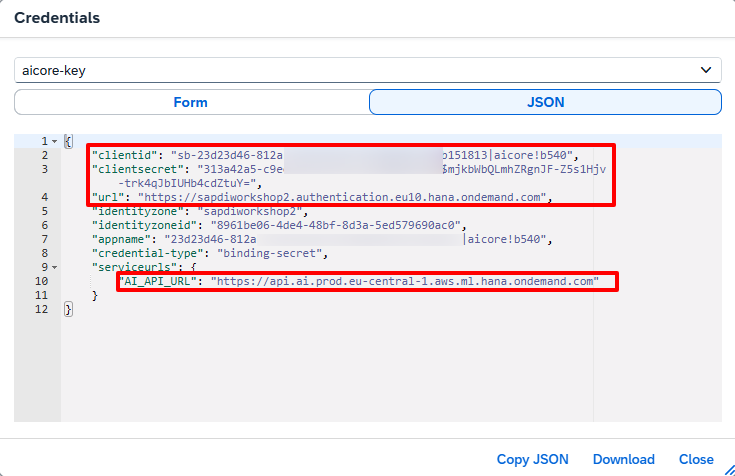 Credentials
aicore-key
Form JSON
1 {
2 "clientid": "sb-23d23d46-812a b151813|aicore!b540",
3 "clientsecret": "313a42a5-c9e $mjkbWbQLmhZRgnJF-Z5s1Hjv
-trk4qJbIUHb4cdZtuY=",
4 "url": "https://sapdiworkshop2.authentication.eu10.hana.ondemand.com",
5 "identityzone": "sapdiworkshop2",
6 "identityzoneid": "8961be06-4de4-48bf-8d3a-5ed579690ac0",
7 "appname": "23d23d46-812a |aicore!b540",
8 "credential-type": "binding-secret",
9 "serviceurls": {
10 "AI_API_URL": "https://api.ai.prod.eu-central-1.aws.ml.hana.ondemand.com"
11 }
12 }
Copy JSON Download Close